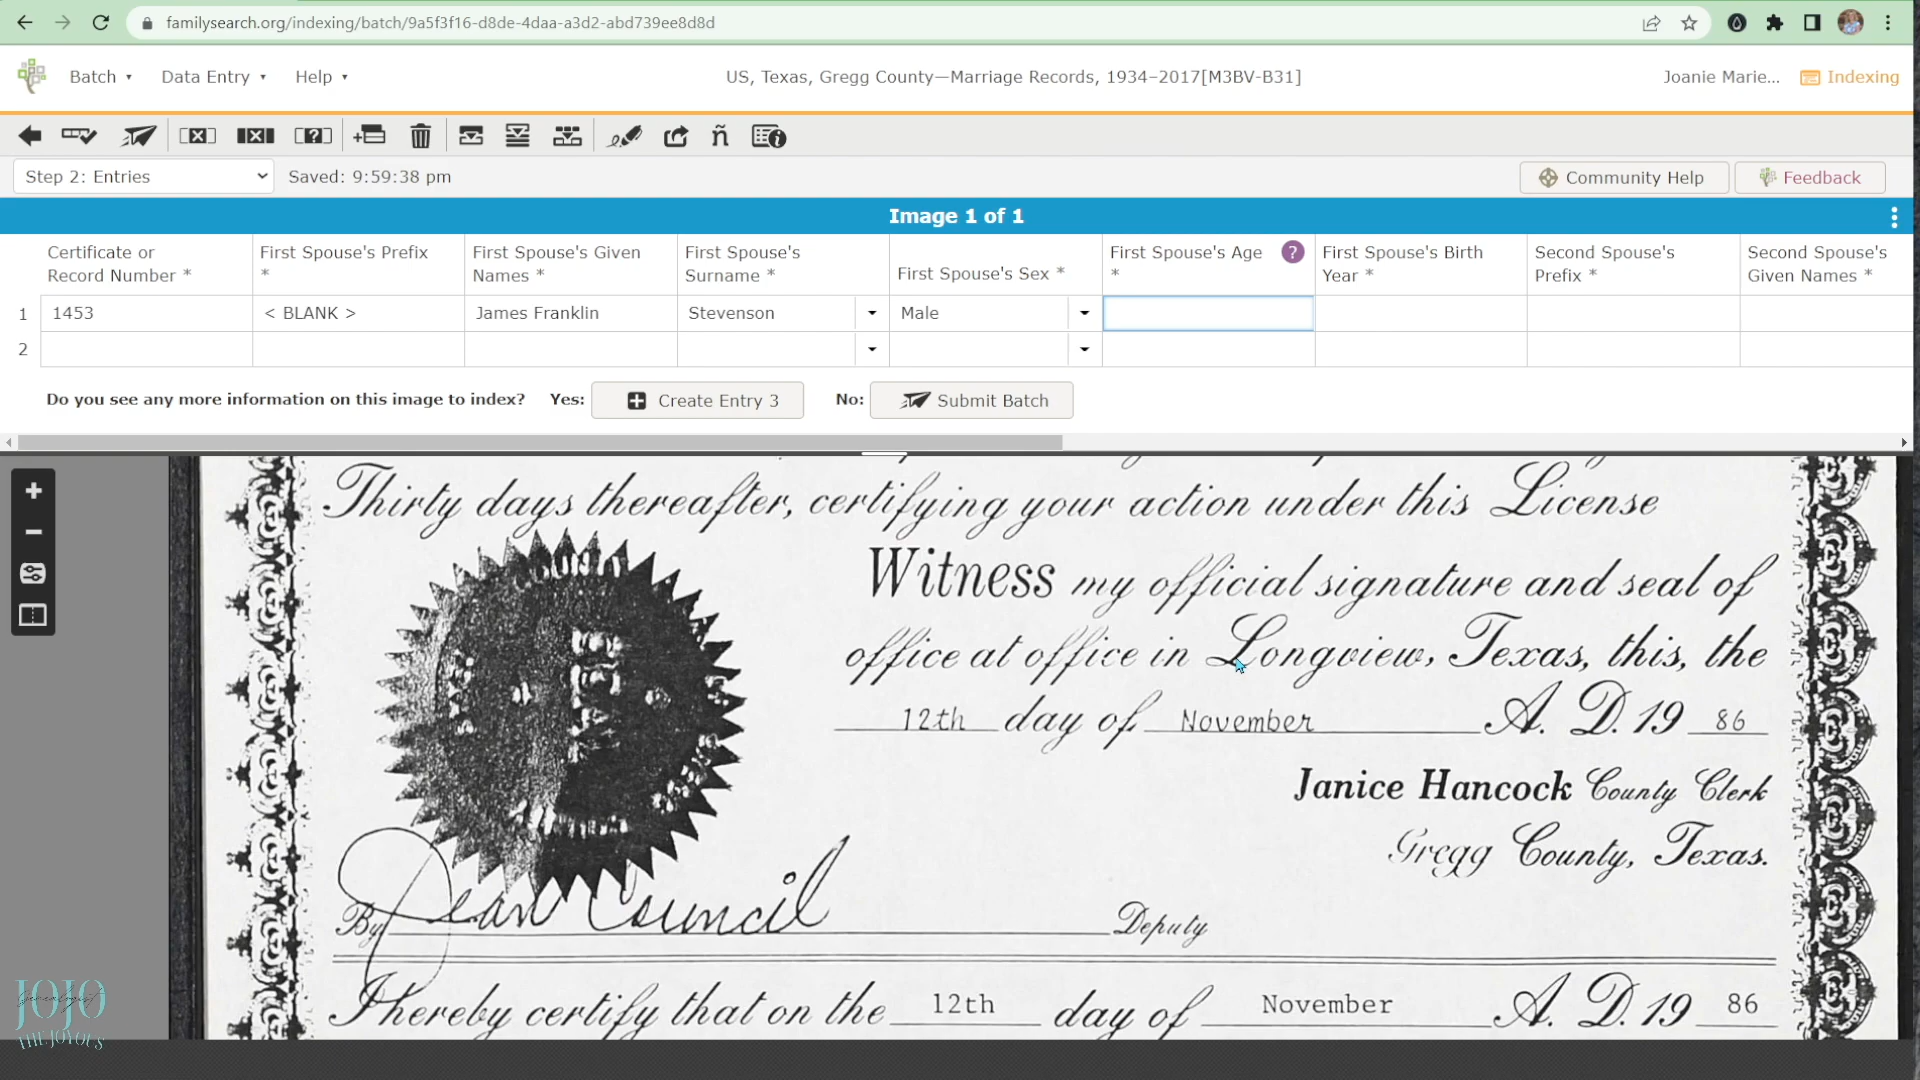 familysearch.org/indexing/batch/9a5f3f16-d8de-4daa-a3d2-abd739ee8d8d
Batch Data Entry Help US, Texas, Gregg County—Marriage Records, 1934–2017[M3BV-B31] Joanie Marie... Indexing
ñ
Step 2: Entries Saved: 9:59:38 pm Community Help Feedback
Image 1 of 1
Certificate or Record Number * First Spouse's Prefix * First Spouse's Given Names * First Spouse's Surname * First Spouse's Sex * First Spouse's Age * ? First Spouse's Birth Year * Second Spouse's Prefix * Second Spouse's Given Names *
1 1453 < BLANK > James Franklin Stevenson Male
2
Do you see any more information on this image to index? Yes: Create Entry 3 No: Submit Batch
Thirty days thereafter, certifying your action under this License
Witness my official signature and seal of
office at office in Longview, Texas, this, the
12th day of November A. D. 19 86
Janice Hancock County Clerk
Gregg County, Texas.
By Jean Council Deputy
I hereby certify that on the 12th day of November A. D. 19 86
JOJO
Genealogist
THE JOYOUS